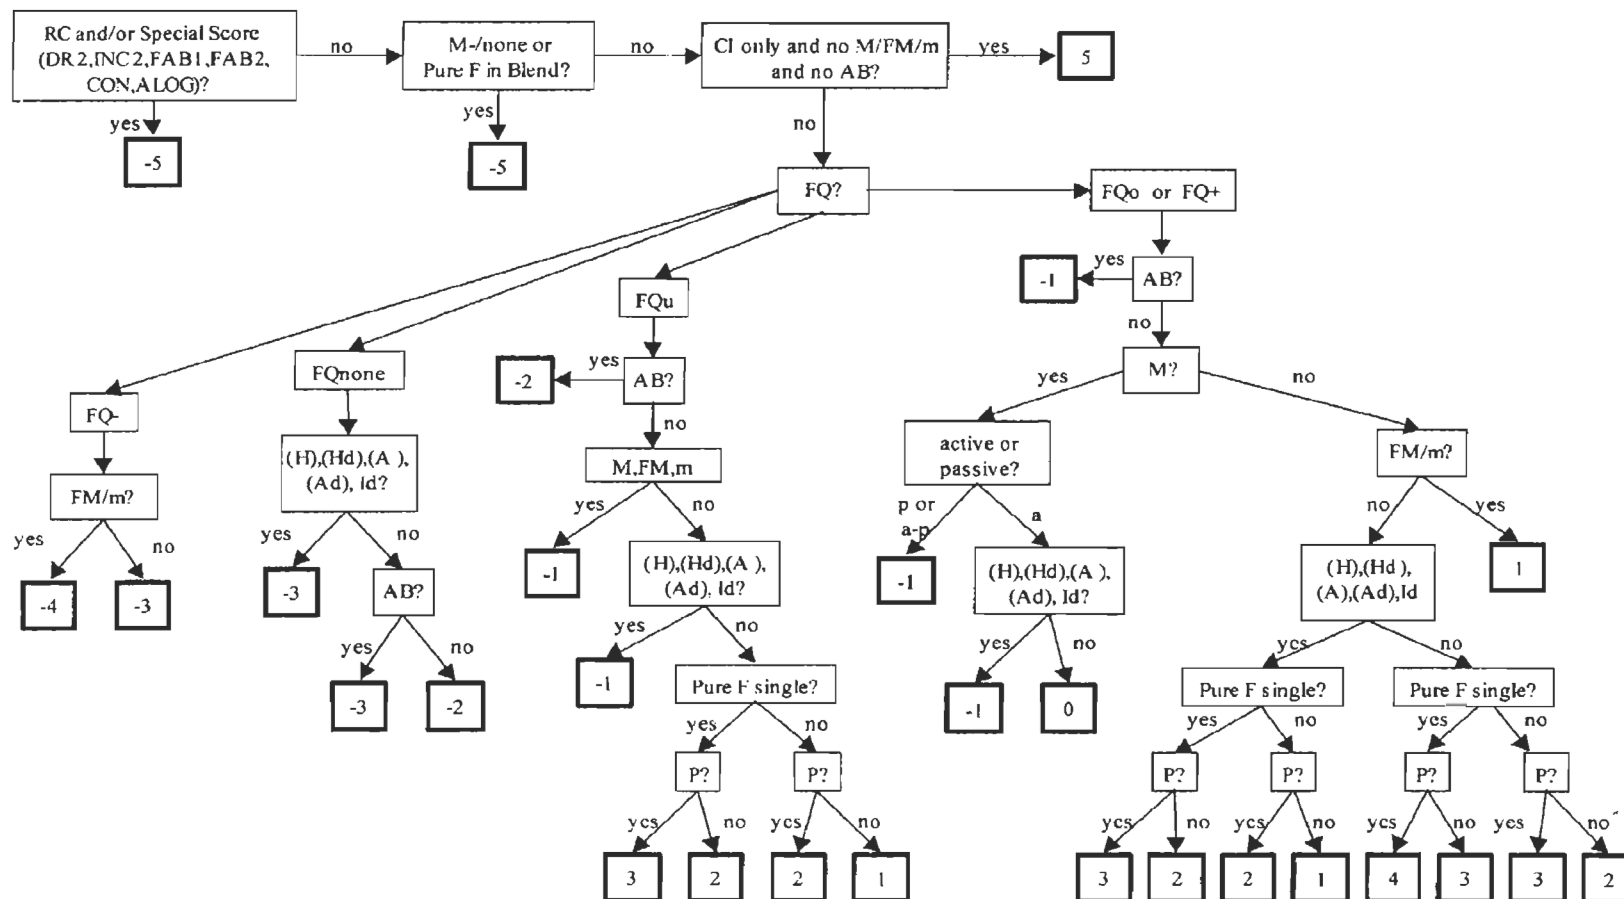 RC and/or Special Score
(DR2,INC2,FAB1,FAB2,
CON,ALOG)?
no
M-/none or
Pure F in Blend?
no
Cl only and no M/FM/m
and no AB?
yes
5
yes
-5
yes
-5
no
FQ?
FQo or FQ+
yes
-1
AB?
no
FQu
yes
-2
AB?
no
FQnone
M?
yes
no
FQ-
(H),(Hd),(A),
(Ad), Id?
M,FM,m
active or
passive?
FM/m?
FM/m?
yes
no
yes
no
yes
no
p or
a-p
a
no
yes
-4
-3
-3
AB?
-1
(H),(Hd),(A),
(Ad), Id?
-1
(H),(Hd),(A),
(Ad), Id?
(H),(Hd),
(A),(Ad),Id
1
yes
no
yes
no
yes
no
yes
no
-3
-2
-1
Pure F single?
-1
0
Pure F single?
Pure F single?
yes
no
yes
no
yes
no
P?
P?
P?
P?
P?
P?
yes
no
yes
no
yes
no
yes
no
yes
no
yes
no
3
2
2
1
3
2
2
1
4
3
3
2